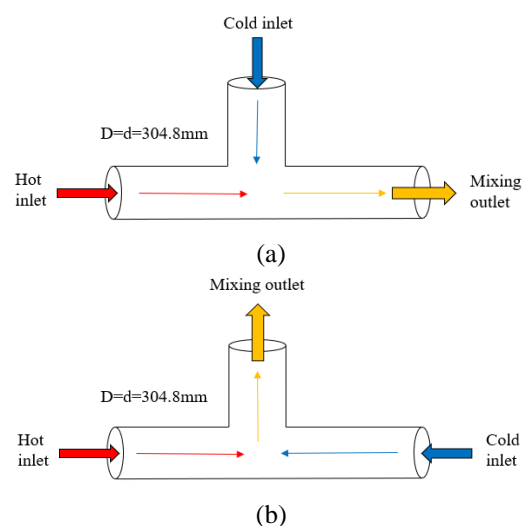 Cold inlet
D=d=304.8mm
Hot
inlet
Mixing
outlet
(a)
Mixing outlet
D=d=304.8mm
Hot
inlet
Cold
inlet
(b)